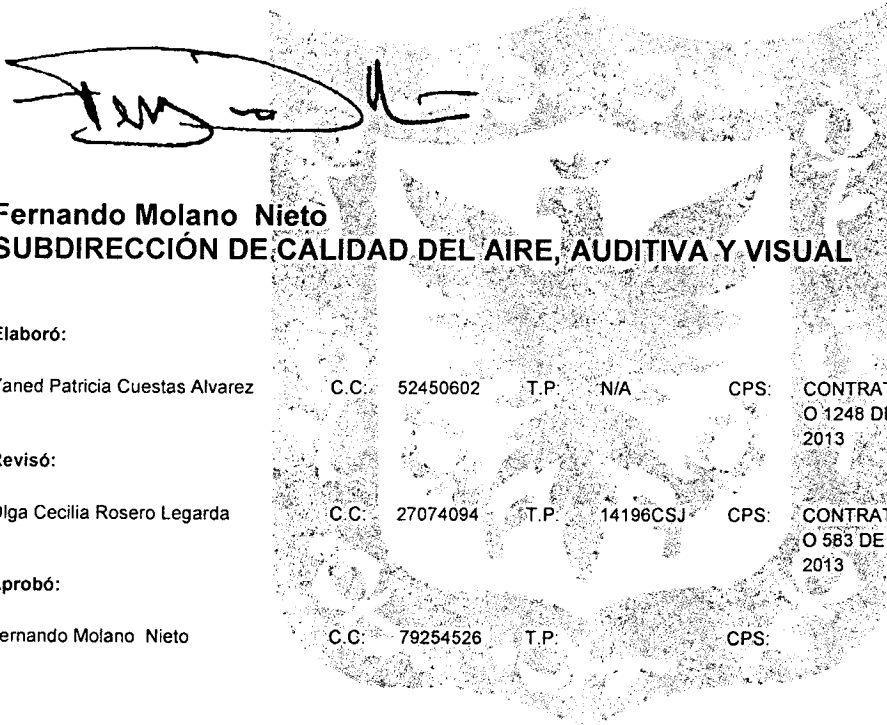 Fernando Molano Nieto
SUBDIRECCIÓN DE CALIDAD DEL AIRE, AUDITIVA Y VISUAL
Elaboró:
Yaned Patricia Cuestas Alvarez C.C: 52450602 T.P: N/A CPS: CONTRAT
O 1248 DE
2013
Revisó:
Olga Cecilia Rosero Legarda C.C: 27074094 T.P: 14196CSJ CPS: CONTRAT
O 583 DE
2013
Aprobó:
Fernando Molano Nieto C.C: 79254526 T.P: CPS: